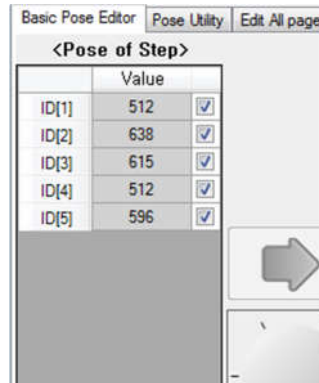 Basic Pose Editor Pose Utility Edit All page
<Pose of Step>
Value
ID[1] 512
ID[2] 638
ID[3] 615
ID[4] 512
ID[5] 596